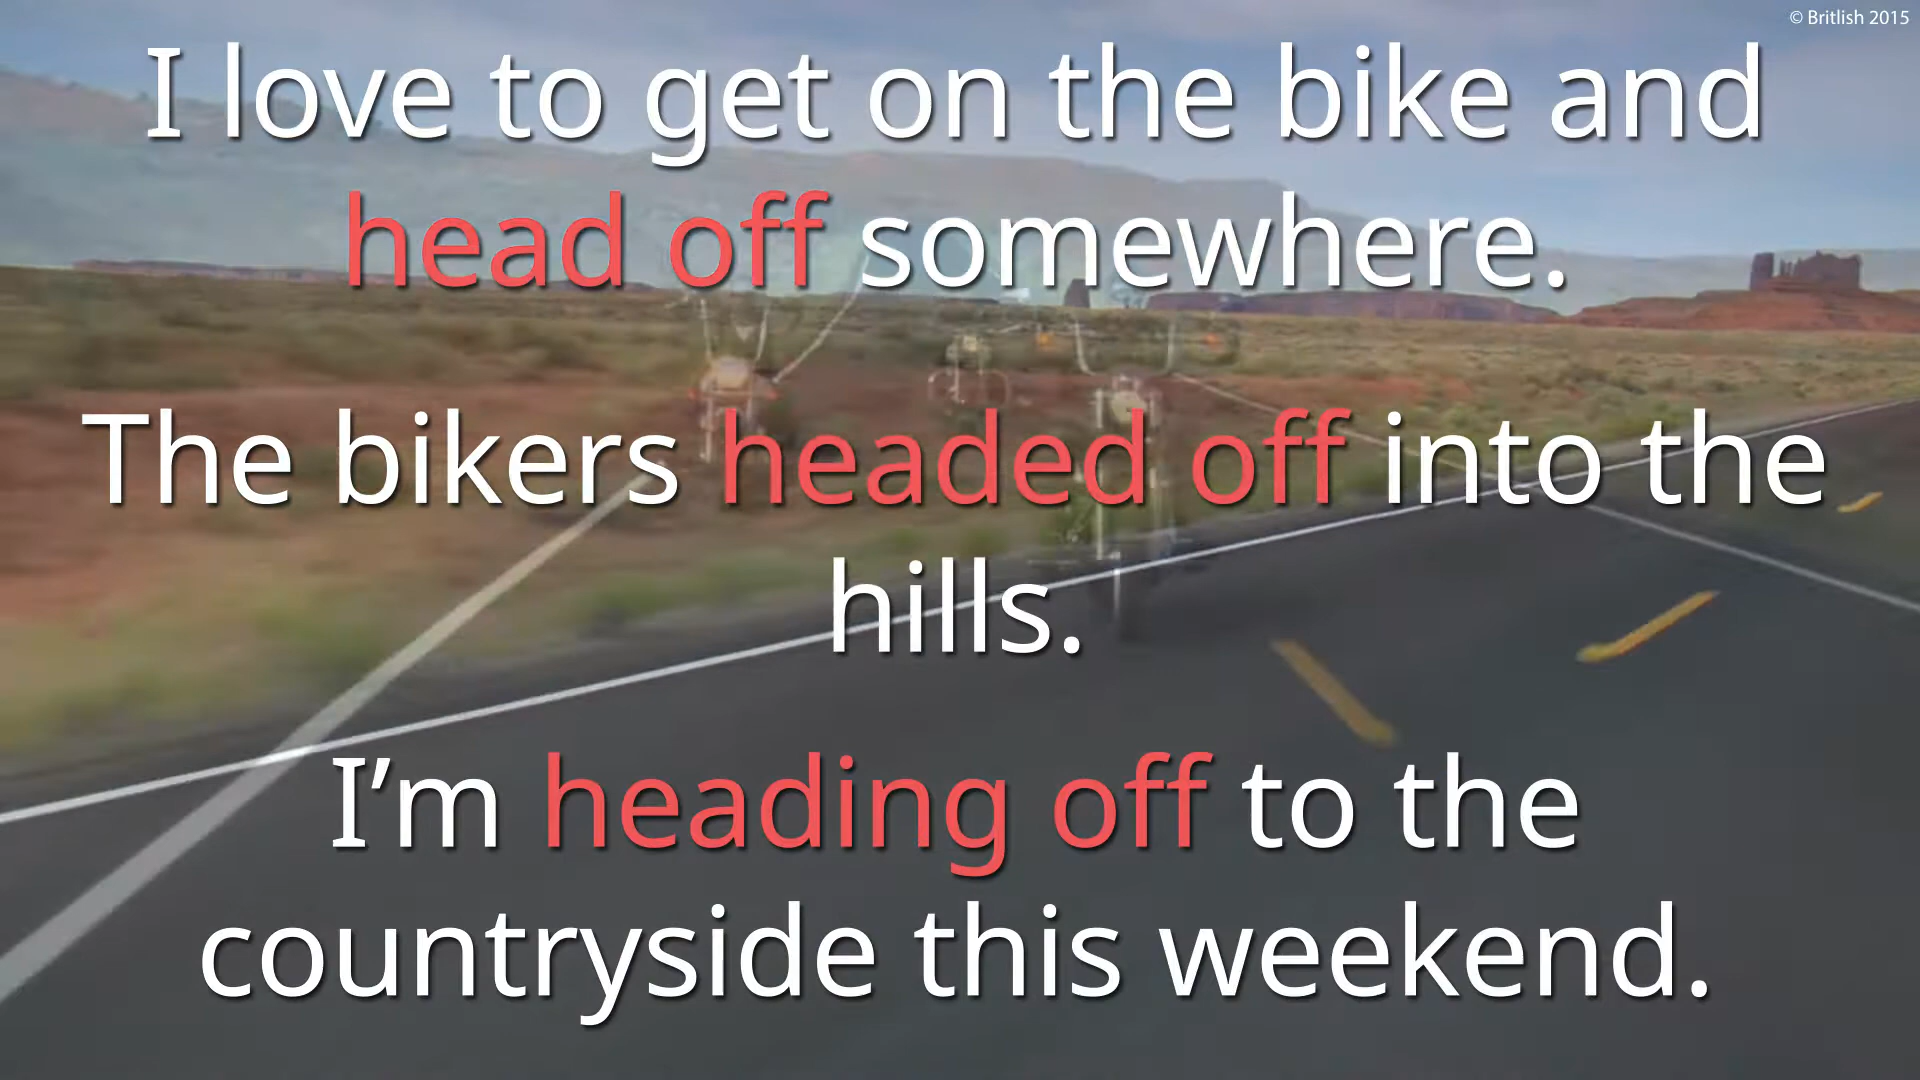 © Britlish 2015
I love to get on the bike and
head off somewhere.
The bikers headed off into the
hills.
I’m heading off to the
countryside this weekend.